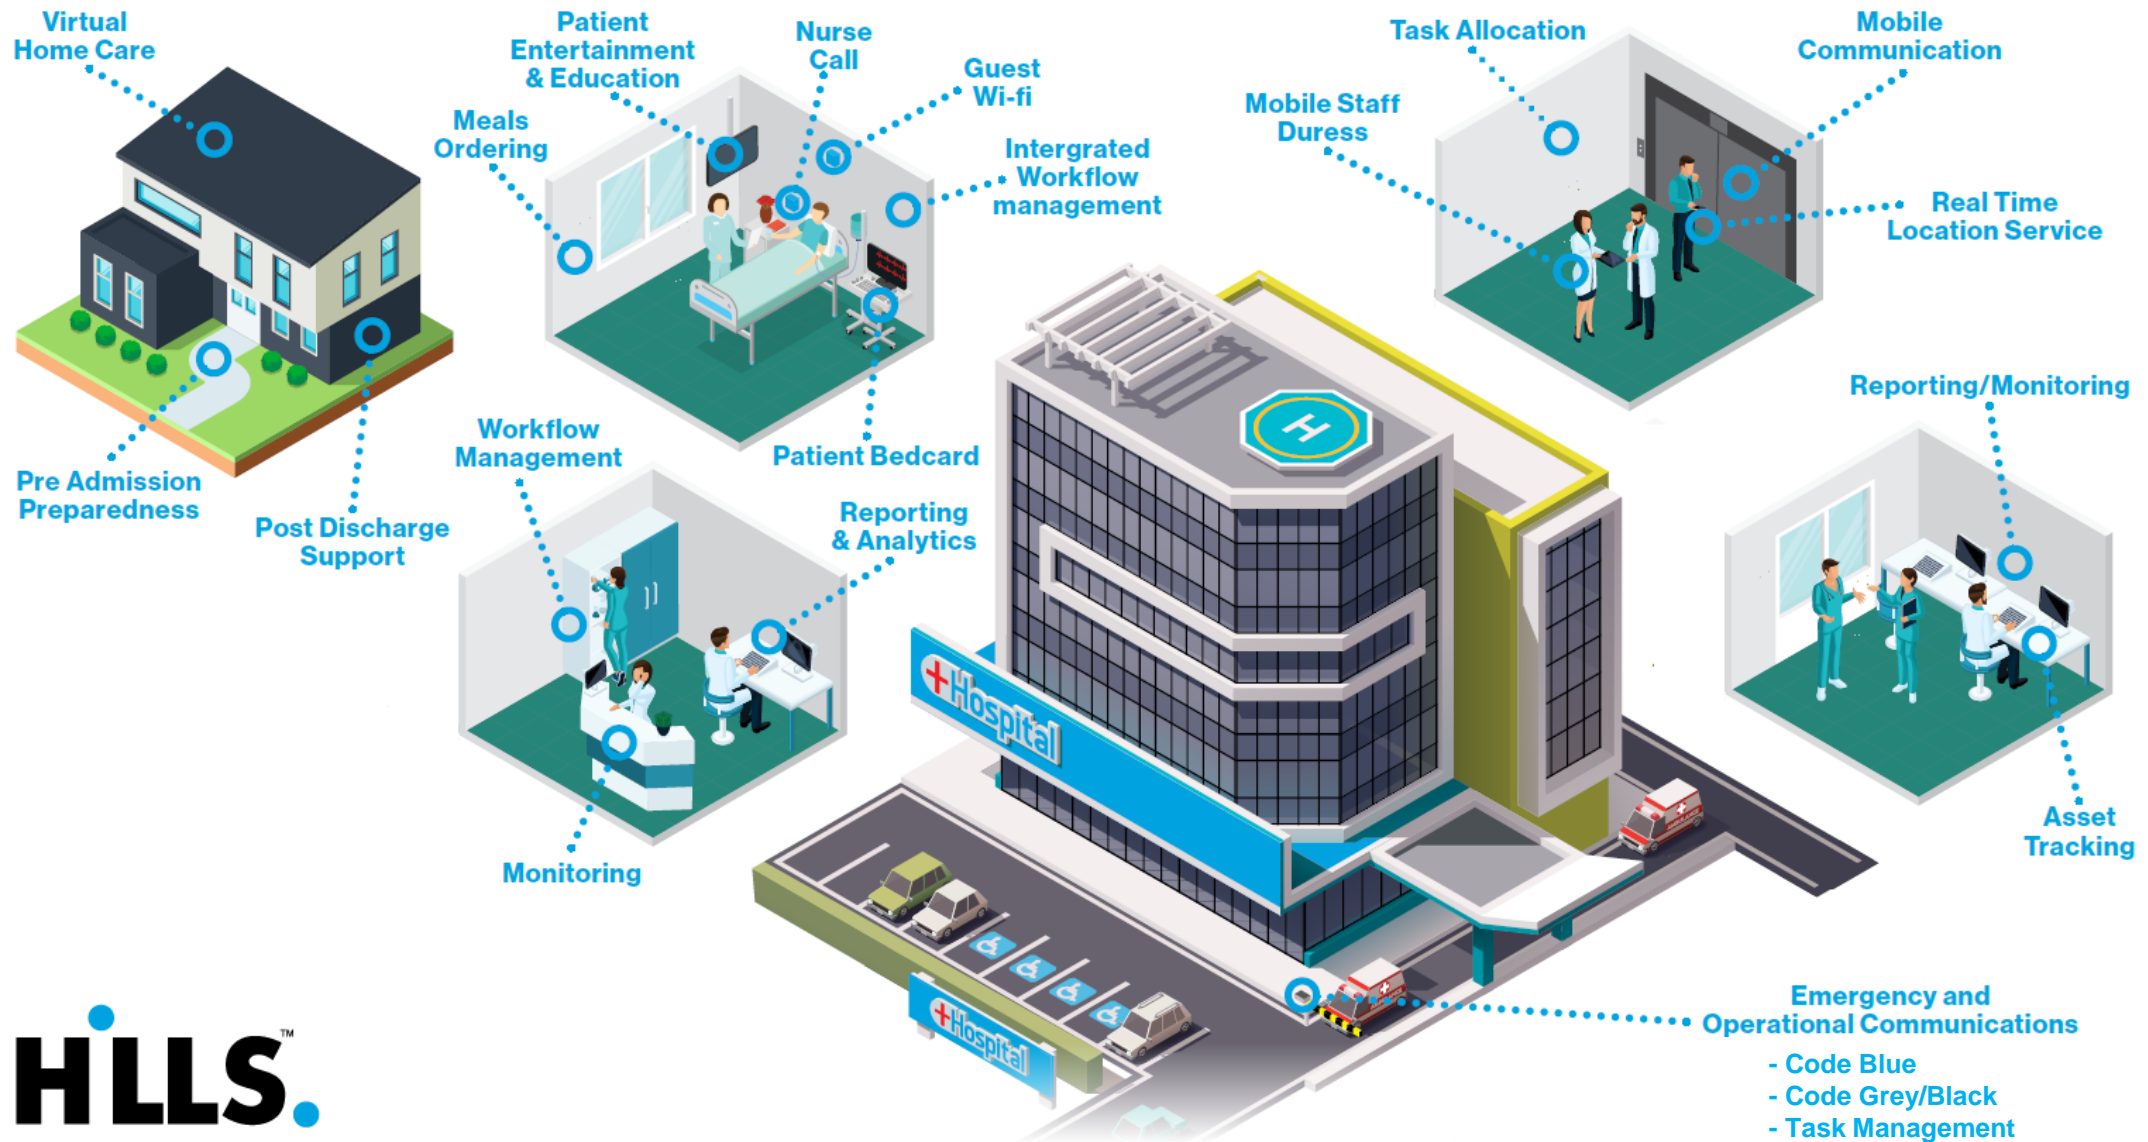 Virtual
Home Care
Patient
Entertainment
& Education
Nurse
Call
Guest
Wi-fi
Meals
Ordering
Intergrated
Workflow
management
Task Allocation
Mobile
Communication
Mobile Staff
Duress
Real Time
Location Service
Reporting/Monitoring
Pre Admission
Preparedness
Post Discharge
Support
Workflow
Management
Patient Bedcard
Reporting
& Analytics
H
+Hospital
Monitoring
Asset
Tracking
AMBULANCE
+Hospital
AMBULANCE
Emergency and
Operational Communications
- Code Blue
- Code Grey/Black
- Task Management
HiLLS.™